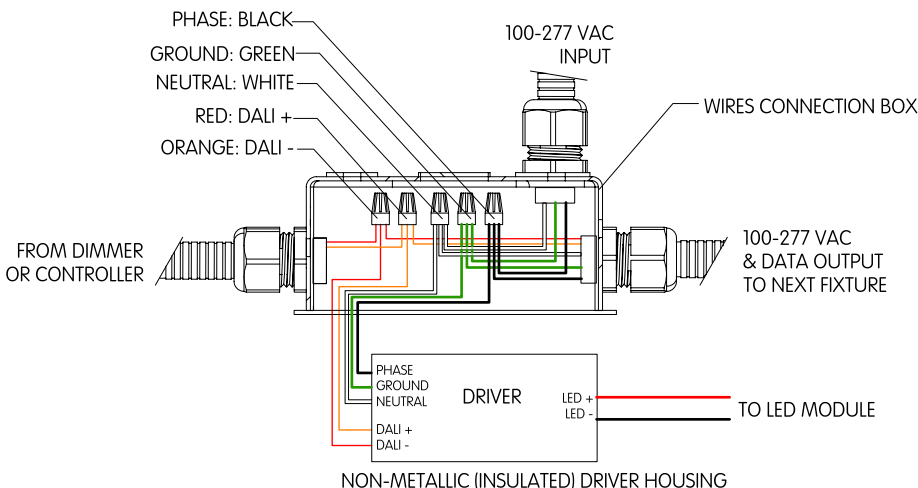 PHASE: BLACK
GROUND: GREEN
NEUTRAL: WHITE
RED: DALI +
ORANGE: DALI -
100-277 VAC
INPUT
WIRES CONNECTION BOX
FROM DIMMER
OR CONTROLLER
100-277 VAC
& DATA OUTPUT
TO NEXT FIXTURE
PHASE
GROUND
NEUTRAL
DALI +
DALI -
DRIVER
LED +
LED -
TO LED MODULE
NON-METALLIC (INSULATED) DRIVER HOUSING